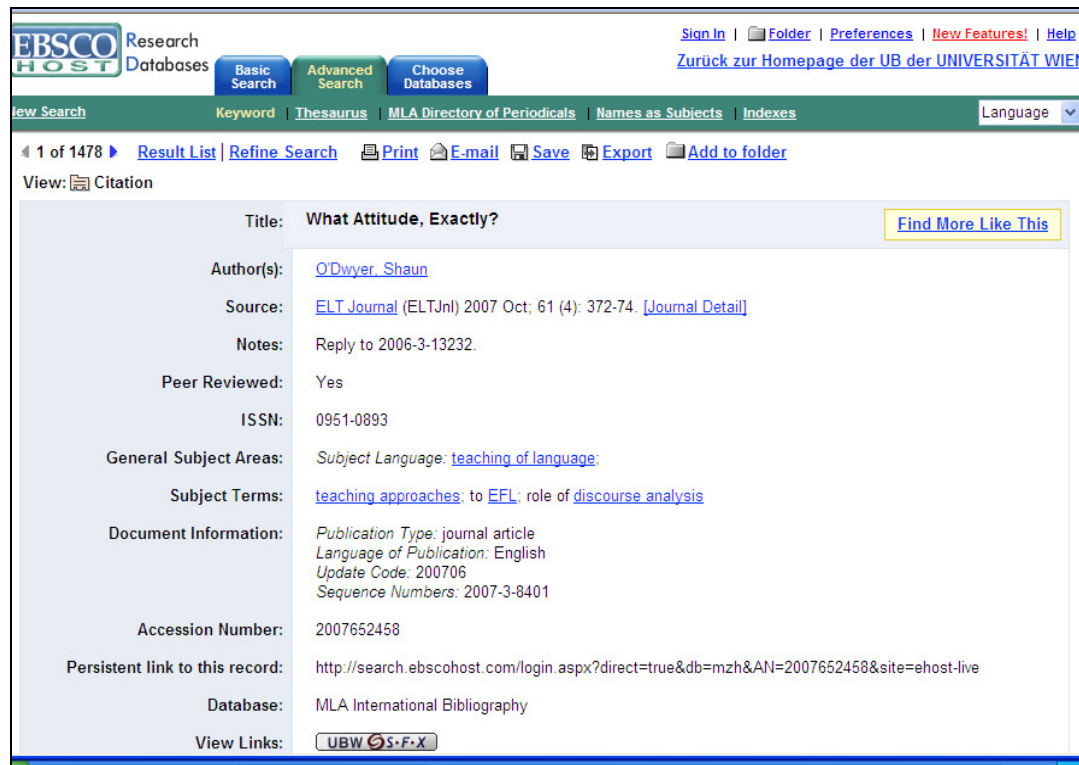 EBSCO HOST Research Databases
Sign In | Folder | Preferences | New Features! | Help
Zurück zur Homepage der UB der UNIVERSITÄT WIEN
Basic Search Advanced Search Choose Databases
New Search Keyword | Thesaurus | MLA Directory of Periodicals | Names as Subjects | Indexes Language
1 of 1478 Result List | Refine Search Print E-mail Save Export Add to folder
View: Citation
Title: What Attitude, Exactly? Find More Like This
Author(s): O'Dwyer, Shaun
Source: ELT Journal (ELTJnl) 2007 Oct; 61 (4): 372-74. [Journal Detail]
Notes: Reply to 2006-3-13232.
Peer Reviewed: Yes
ISSN: 0951-0893
General Subject Areas: Subject Language: teaching of language;
Subject Terms: teaching approaches; to EFL; role of discourse analysis
Document Information: Publication Type: journal article
Language of Publication: English
Update Code: 200706
Sequence Numbers: 2007-3-8401
Accession Number: 2007652458
Persistent link to this record: http://search.ebscohost.com/login.aspx?direct=true&db=mzh&AN=2007652458&site=ehost-live
Database: MLA International Bibliography
View Links: UBW S·F·X